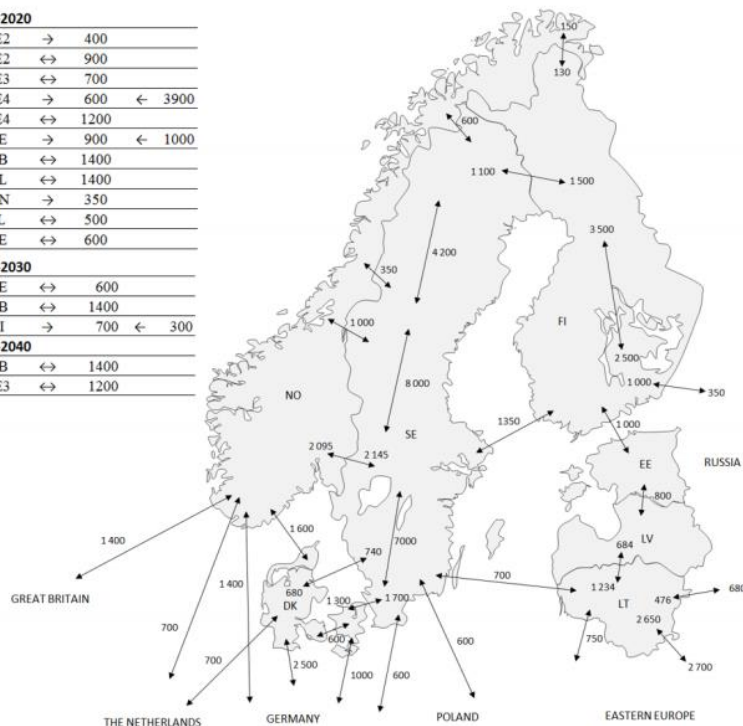 2020
E2 → 400
E2 ↔ 900
E3 ↔ 700
E4 → 600 ← 3900
E4 ↔ 1200
E → 900 ← 1000
B ↔ 1400
L ↔ 1400
N → 350
L ↔ 500
E ↔ 600
2030
E ↔ 600
B ↔ 1400
I → 700 ← 300
2040
B ↔ 1400
E3 ↔ 1200
150
130
600
1 100
1 500
3 500
4 200
350
1 000
FI
2 500
1 000
350
8 000
NO
SE
1350
1 000
2 095
2 145
EE
RUSSIA
800
7000
1 600
1 400
740
684
LV
700
1 400
GREAT BRITAIN
680
DK
1 300
1 700
1 234
LT
476
680
2 650
700
600
750
600
700
2 500
1000
600
2 700
THE NETHERLANDS
GERMANY
POLAND
EASTERN EUROPE